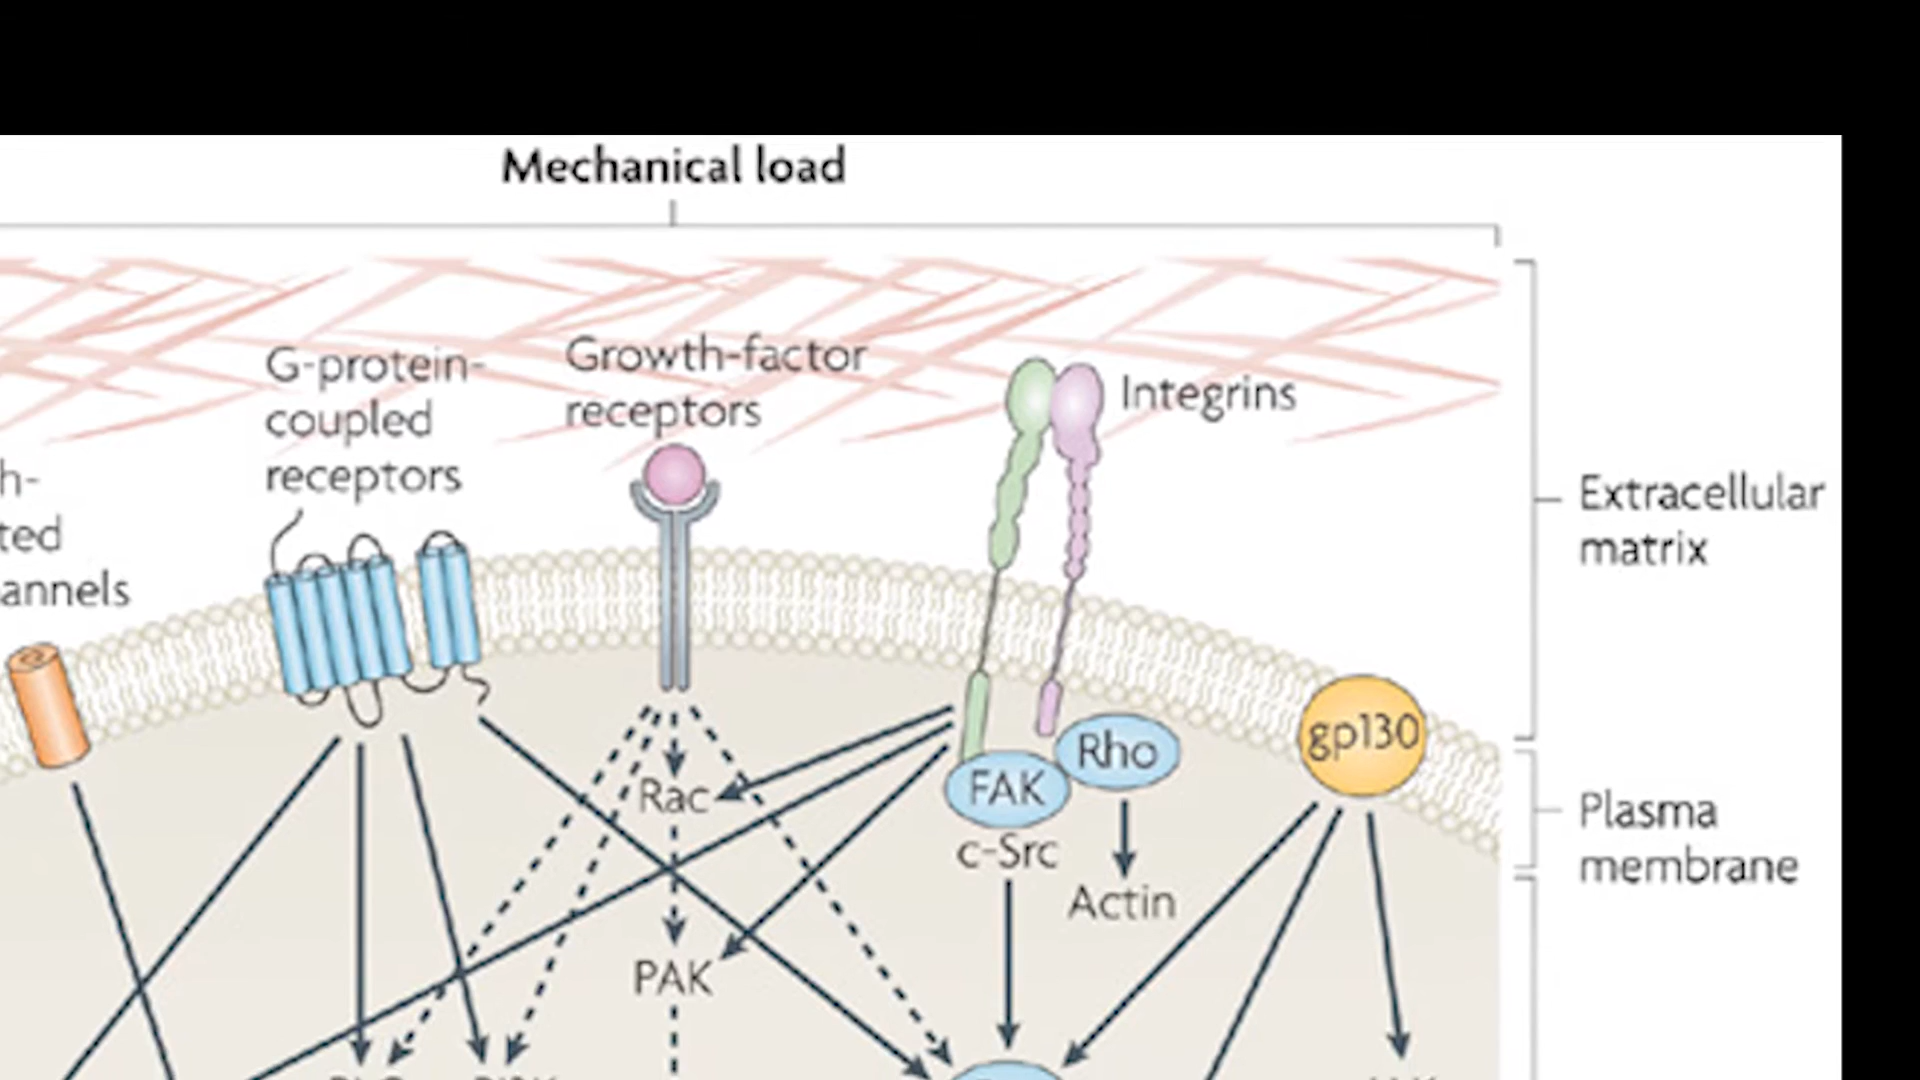 Mechanical load
G-protein-
coupled
receptors
Growth-factor
receptors
Integrins
h-
ted
annels
Extracellular
matrix
gp130
Rho
FAK
Rac
c-Src
Actin
PAK
Plasma
membrane